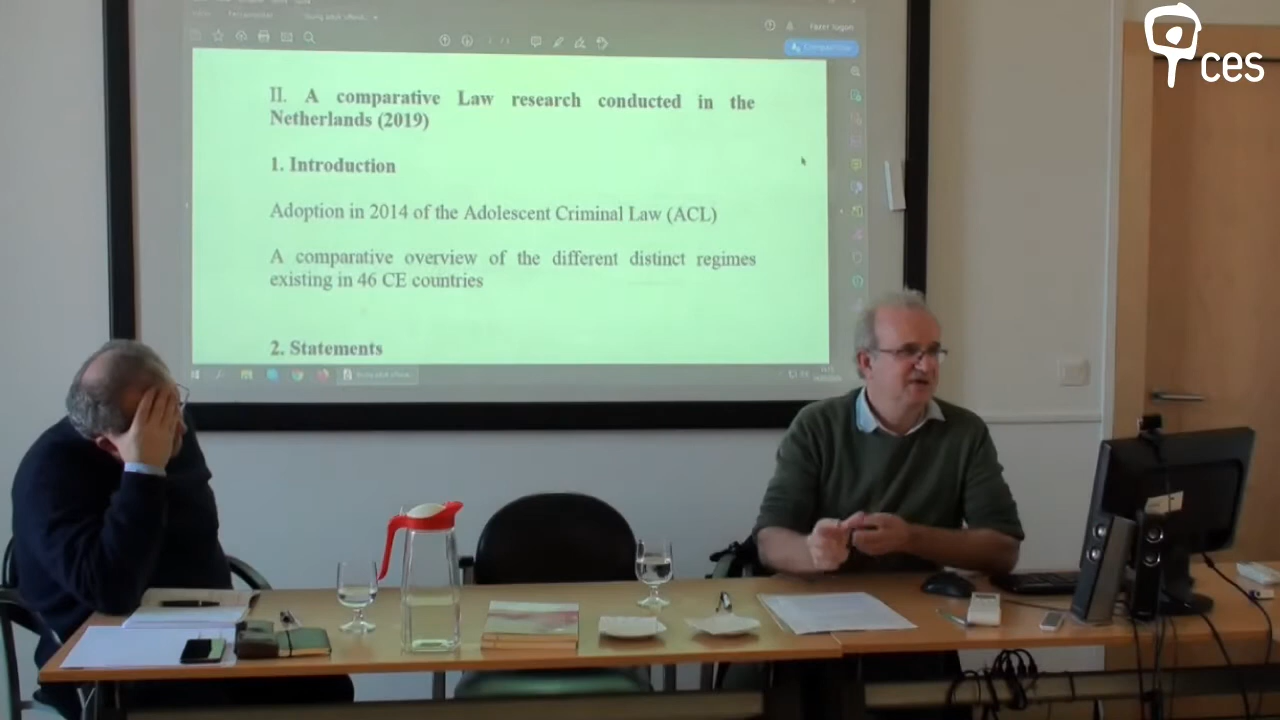 ces
II. A comparative Law research conducted in the
Netherlands (2019)
1. Introduction
Adoption in 2014 of the Adolescent Criminal Law (ACL)
A comparative overview of the different distinct regimes
existing in 46 CE countries
2. Statements